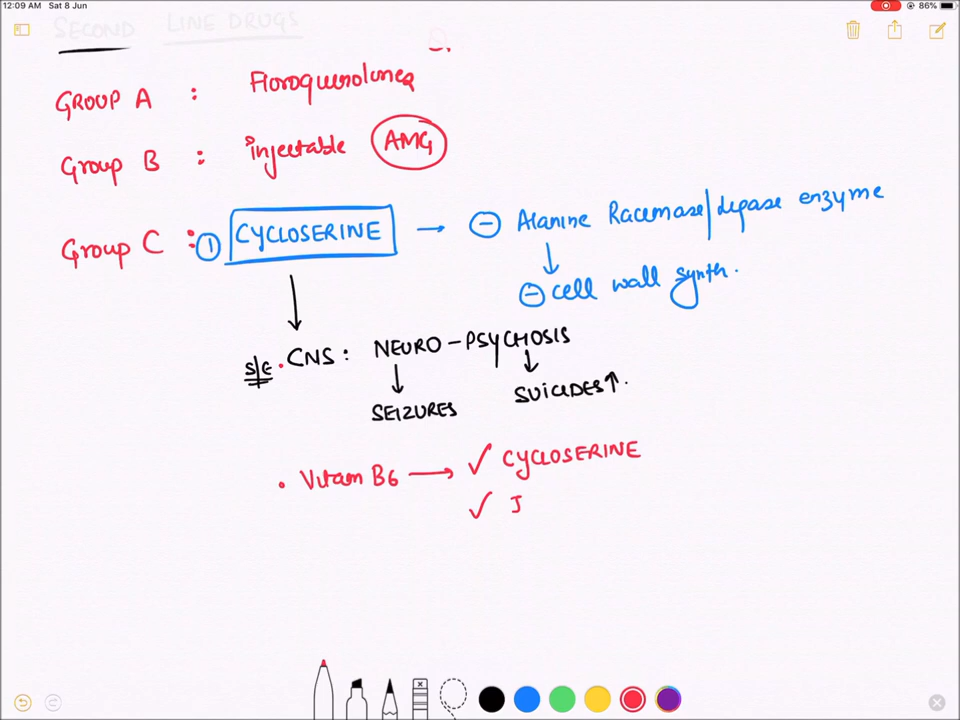 12:09 AM Sat 8 Jun 86%
SECOND LINE DRUGS
GROUP A : Floroquinolones
Group B : injectable AMG
Group C : ① CYCLOSERINE → ⊖ Alanine Racemase/ligase enzyme
↓
⊖ cell wall synth.
↓
S/E . CNS : NEURO - PSYCHOSIS
↓ ↓
SEIZURES SUICIDES ↑.
. Vitam B6 → ✓ CYCLOSERINE
✓ I